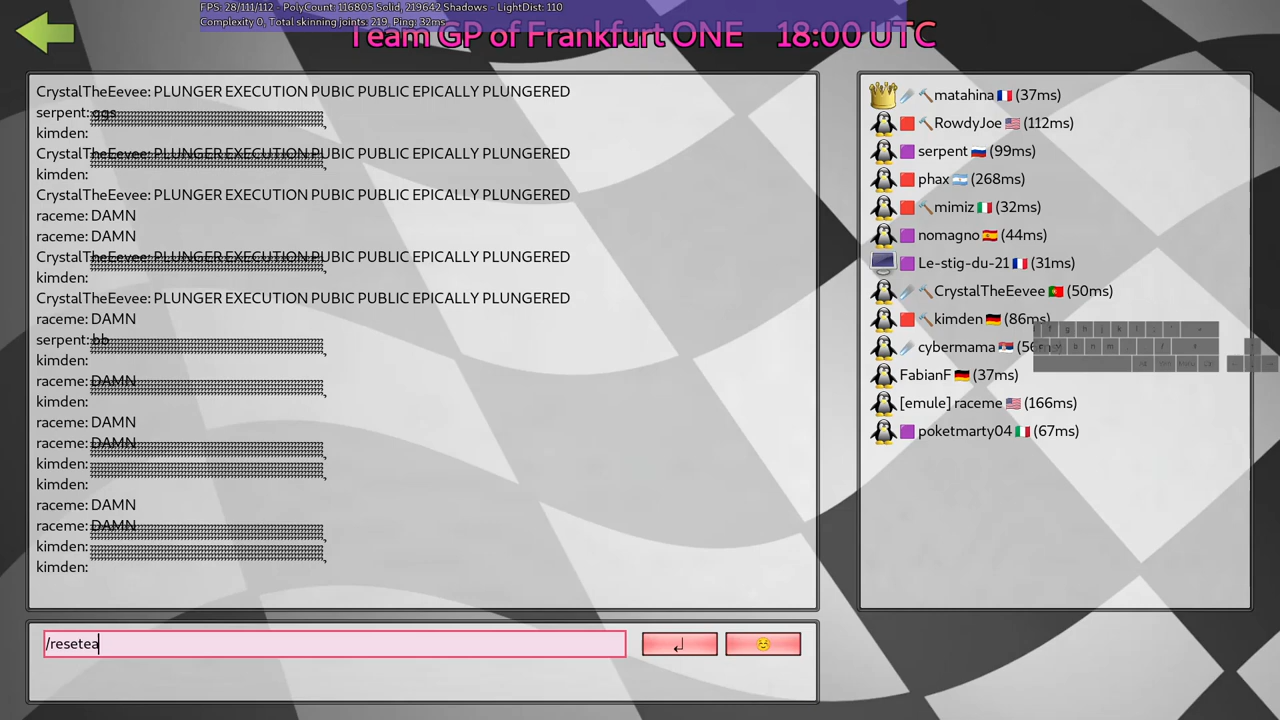 FPS: 28/111/112 - PolyCount: 116805 Solid, 219642 Shadows - LightDist: 110
Complexity 0, Total skinning joints: 219, Ping: 32ms
Team GP of Frankfurt ONE 18:00 UTC
CrystalTheEevee: PLUNGER EXECUTION PUBIC PUBLIC EPICALLY PLUNGERED
serpent: ggs
kimden:
CrystalTheEevee: PLUNGER EXECUTION PUBIC PUBLIC EPICALLY PLUNGERED
kimden:
CrystalTheEevee: PLUNGER EXECUTION PUBIC PUBLIC EPICALLY PLUNGERED
raceme: DAMN
raceme: DAMN
CrystalTheEevee: PLUNGER EXECUTION PUBIC PUBLIC EPICALLY PLUNGERED
kimden:
CrystalTheEevee: PLUNGER EXECUTION PUBIC PUBLIC EPICALLY PLUNGERED
raceme: DAMN
serpent: bb
kimden:
raceme: DAMN
kimden:
raceme: DAMN
raceme: DAMN
kimden:
kimden:
raceme: DAMN
raceme: DAMN
kimden:
kimden:
/resetea
matahina (37ms)
RowdyJoe (112ms)
serpent (99ms)
phax (268ms)
mimiz (32ms)
nomagno (44ms)
Le-stig-du-21 (31ms)
CrystalTheEevee (50ms)
kimden (86ms)
cybermama
FabianF (37ms)
[emule] raceme (166ms)
poketmarty04 (67ms)